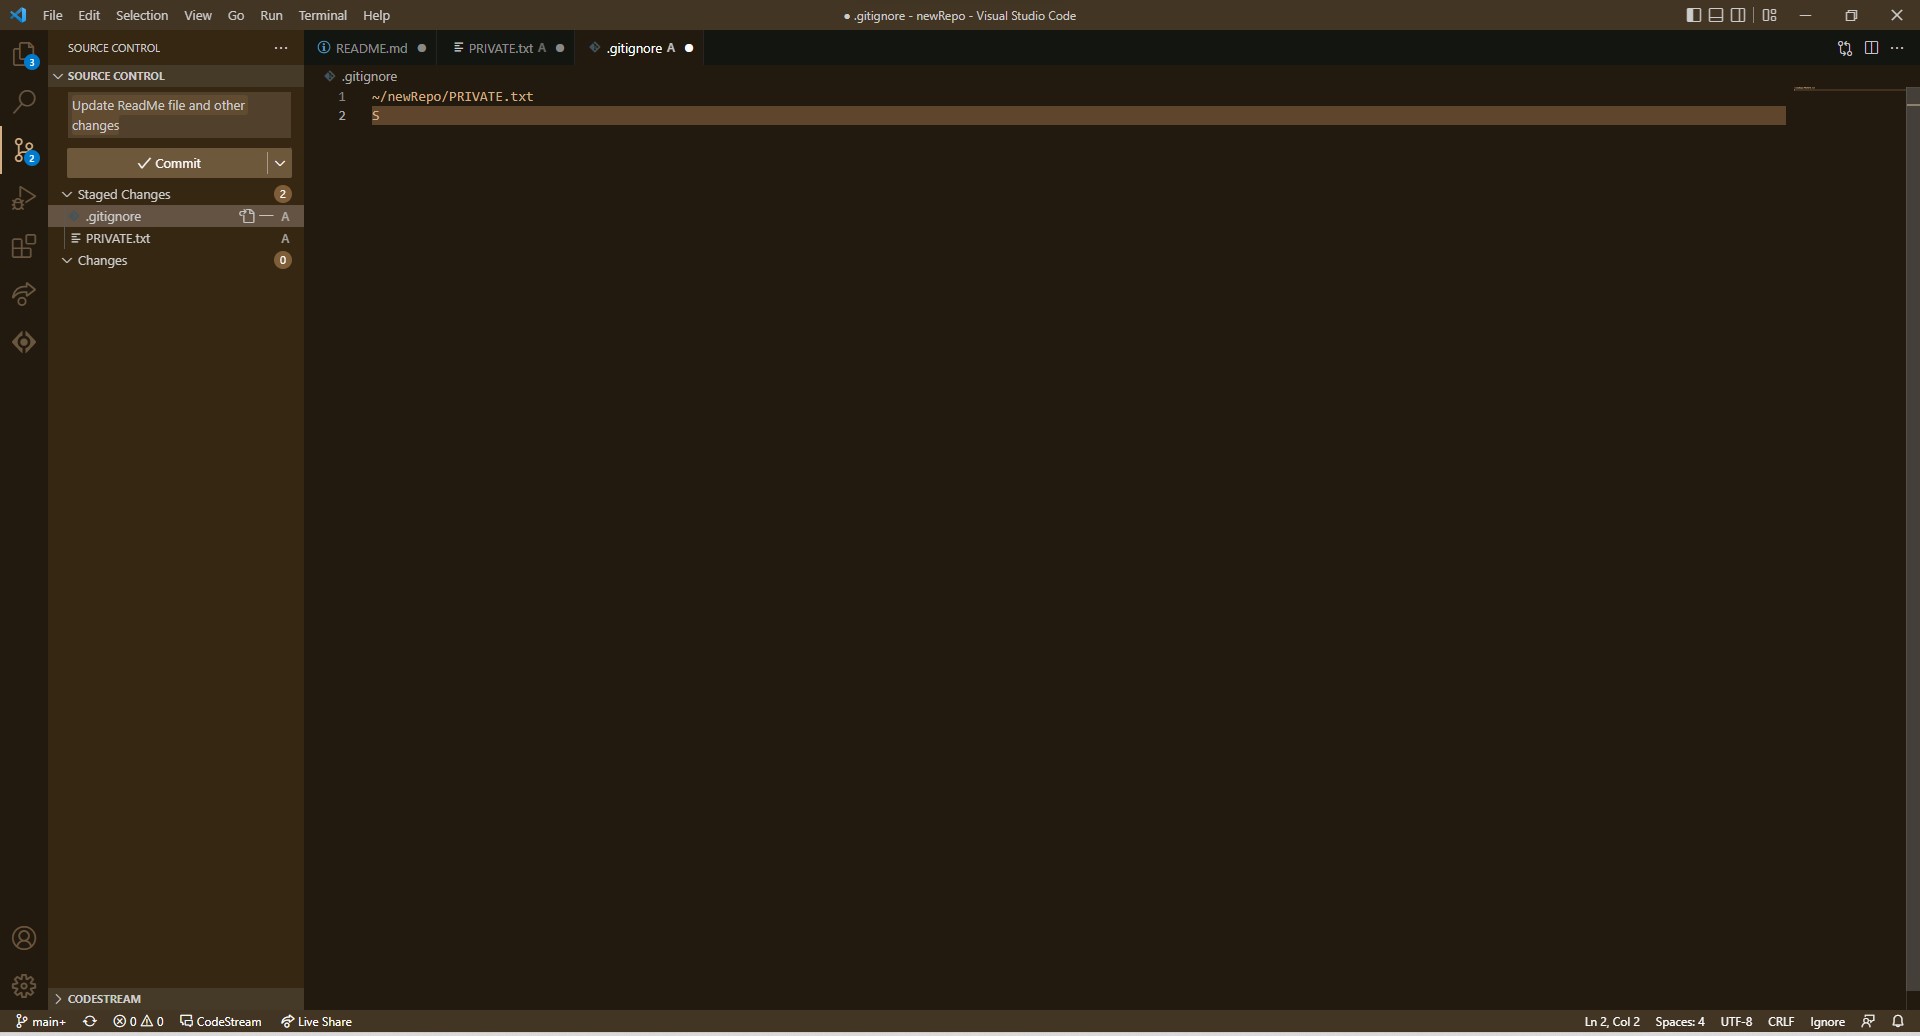 File Edit Selection View Go Run Terminal Help
● .gitignore - newRepo - Visual Studio Code
SOURCE CONTROL
README.md
PRIVATE.txt A
.gitignore A
3
SOURCE CONTROL
.gitignore
Update ReadMe file and other
changes
1 ~/newRepo/PRIVATE.txt
2 S
2
Commit
Staged Changes 2
.gitignore A
PRIVATE.txt A
Changes 0
CODESTREAM
main+ 0 0 CodeStream Live Share
Ln 2, Col 2 Spaces: 4 UTF-8 CRLF Ignore